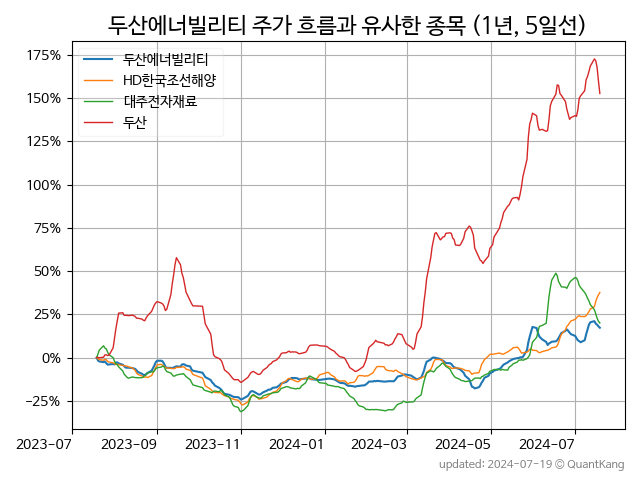 두산에너빌리티 주가 흐름과 유사한 종목 (1년, 5일선)
175%
150%
125%
100%
75%
50%
25%
0%
−25%
두산에너빌리티
HD한국조선해양
대주전자재료
두산
2023-07 2023-09 2023-11 2024-01 2024-03 2024-05 2024-07
updated: 2024-07-19 @ QuantKang